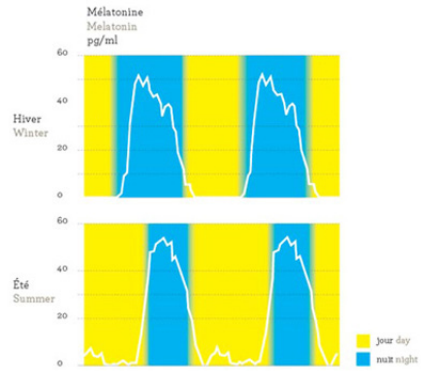 Mélatonine
Melatonin
pg/ml
60
40
20
0
Hiver
Winter
60
40
20
0
Été
Summer
jour day
nuit night